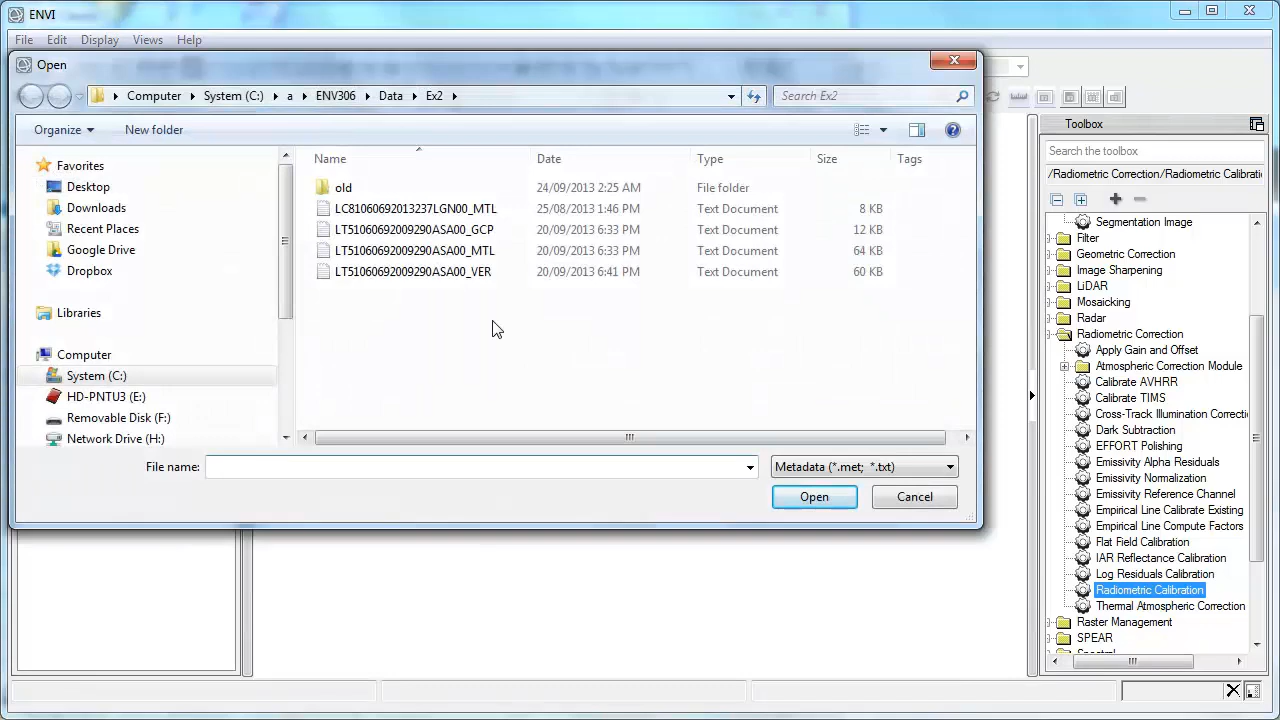 ENVI
File Edit Display Views Help
Open
Computer System (C:) a ENV306 Data Ex2
Search Ex2
Organize New folder
Toolbox
Search the toolbox
/Radiometric Correction/Radiometric Calibrati
Name Date Type Size Tags
Favorites
Desktop
Downloads
Recent Places
Google Drive
Dropbox
Libraries
Computer
System (C:)
HD-PNTU3 (E:)
Removable Disk (F:)
Network Drive (H:)
old 24/09/2013 2:25 AM File folder
LC81060692013237LGN00_MTL 25/08/2013 1:46 PM Text Document 8 KB
LT51060692009290ASA00_GCP 20/09/2013 6:33 PM Text Document 12 KB
LT51060692009290ASA00_MTL 20/09/2013 6:33 PM Text Document 64 KB
LT51060692009290ASA00_VER 20/09/2013 6:41 PM Text Document 60 KB
File name: Metadata (*.met; *.txt)
Open Cancel
Segmentation Image
Filter
Geometric Correction
Image Sharpening
LiDAR
Mosaicking
Radar
Radiometric Correction
Apply Gain and Offset
Atmospheric Correction Module
Calibrate AVHRR
Calibrate TIMS
Cross-Track Illumination Correcti
Dark Subtraction
EFFORT Polishing
Emissivity Alpha Residuals
Emissivity Normalization
Emissivity Reference Channel
Empirical Line Calibrate Existing
Empirical Line Compute Factors
Flat Field Calibration
IAR Reflectance Calibration
Log Residuals Calibration
Radiometric Calibration
Thermal Atmospheric Correction
Raster Management
SPEAR